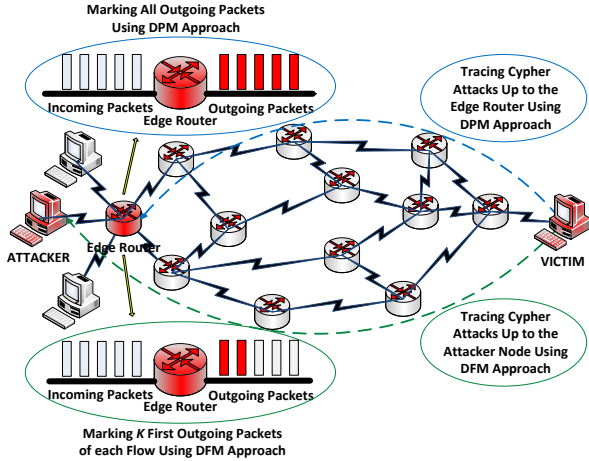 Marking All Outgoing Packets
Using DPM Approach
Incoming Packets
Outgoing Packets
Edge Router
Tracing Cypher
Attacks Up to the
Edge Router Using
DPM Approach
ATTACKER
Edge Router
VICTIM
Tracing Cypher
Attacks Up to the
Attacker Node Using
DFM Approach
Incoming Packets
Outgoing Packets
Edge Router
Marking K First Outgoing Packets
of each Flow Using DFM Approach